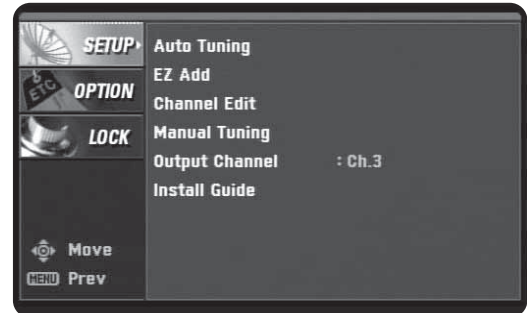 SETUP
ETC
OPTION
LOCK
Auto Tuning
EZ Add
Channel Edit
Manual Tuning
Output Channel : Ch.3
Install Guide
Move
MENU Prev